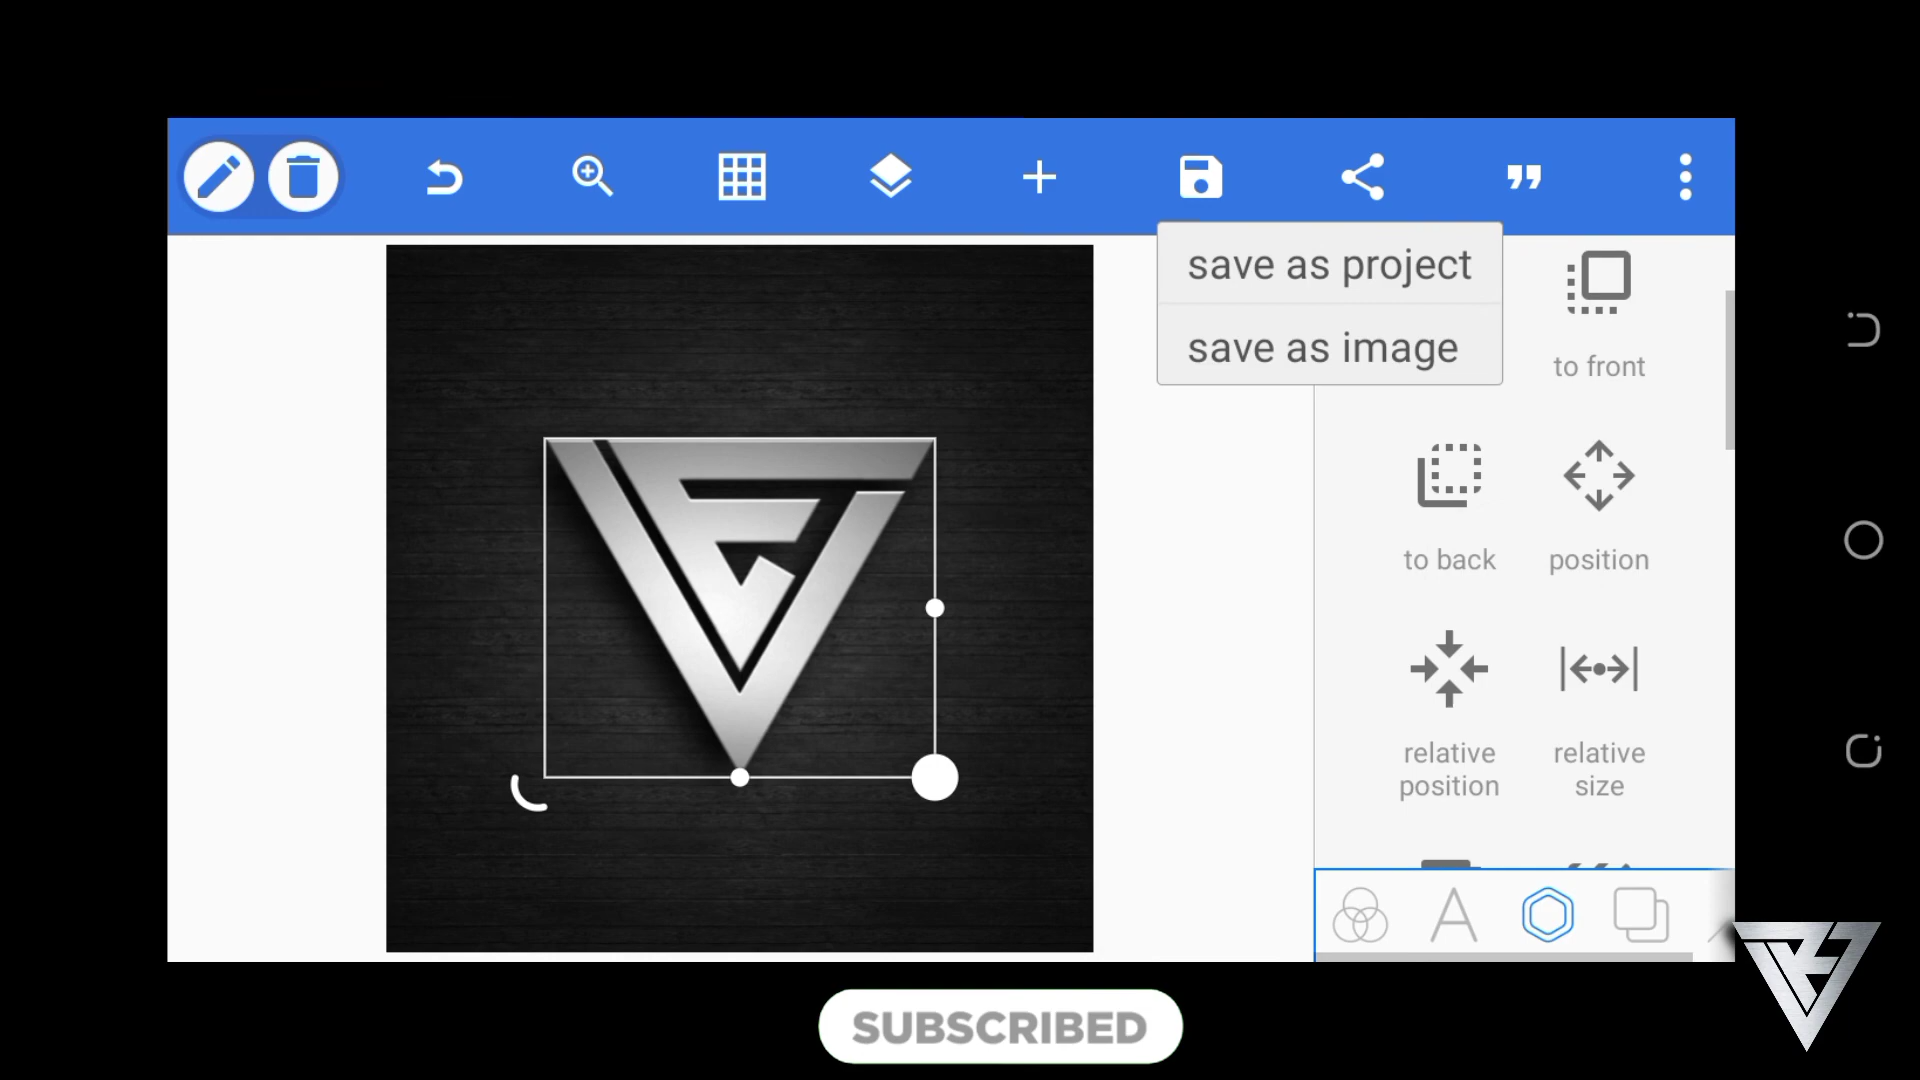 save as project
save as image
to front
to back
position
relative
position
relative
size
SUBSCRIBED